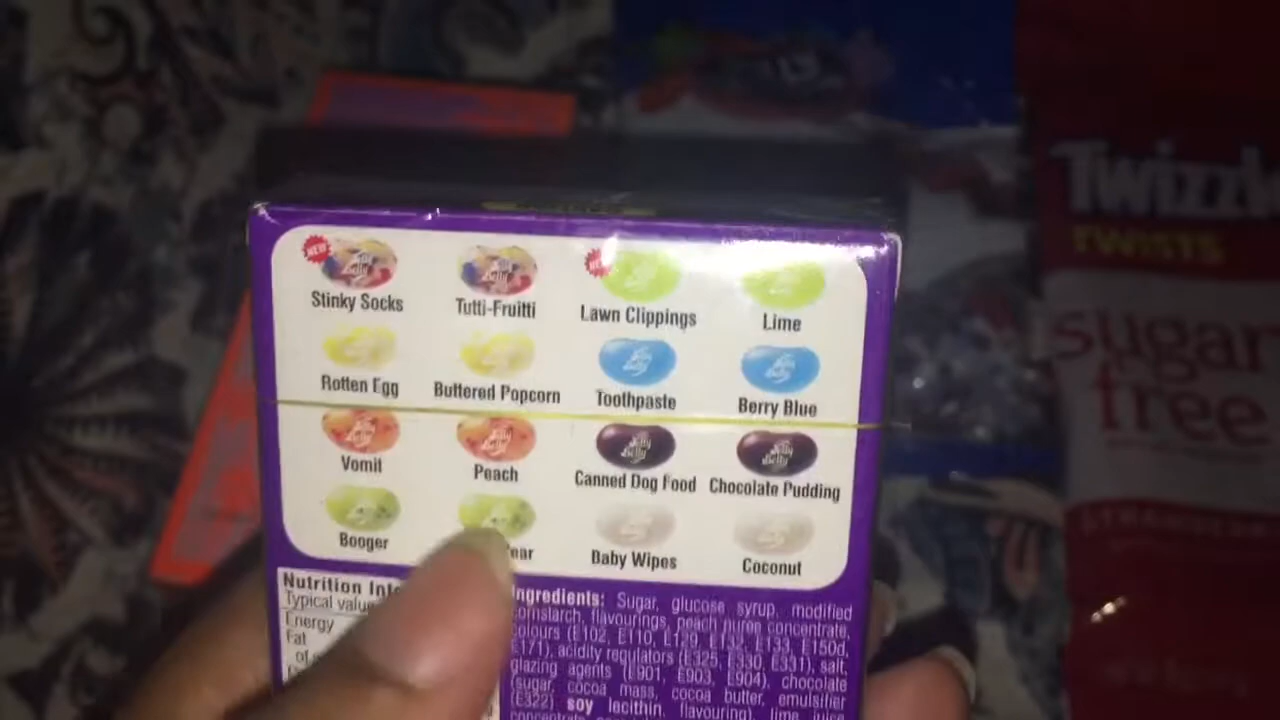 NEW
NEW
Stinky Socks
Tutti-Fruitti
Lawn Clippings
Lime
Rotten Egg
Buttered Popcorn
Toothpaste
Berry Blue
Vomit
Peach
Canned Dog Food
Chocolate Pudding
Booger
Baby Wipes
Coconut
Nutrition
Typical
Energy
Fat
Ingredients: Sugar, glucose syrup, modified
cornstarch, flavourings, peach puree concentrate,
colours (E102, E110, E129, E132, E133, E150d,
E171), acidity regulators (E325, E330, E331), salt,
glazing agents (E901, E903, E904), chocolate
(sugar, cocoa mass, cocoa butter, emulsifier
(E322) soy lecithin, flavouring), lime juice
TWISTS
sugar
free